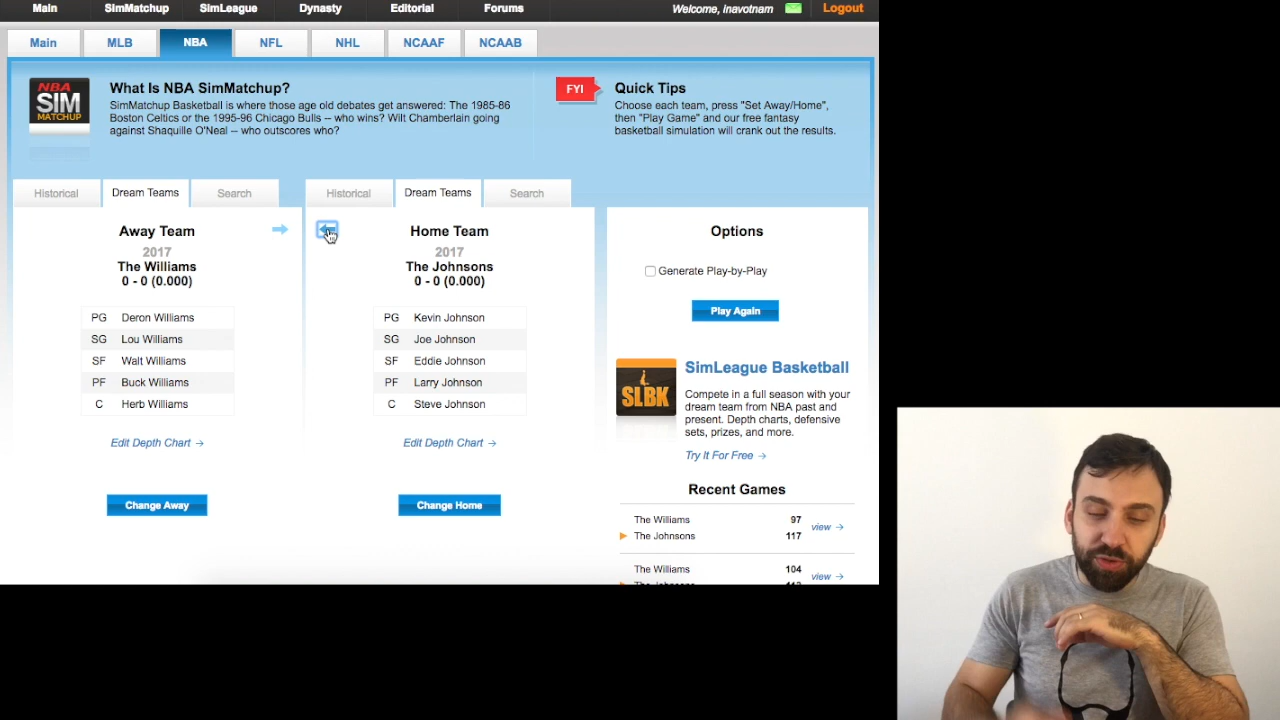 Main SimMatchup SimLeague Dynasty Editorial Forums Welcome, lnavotnam Logout
Main MLB NBA NFL NHL NCAAF NCAAB
NBA
SIM
MATCHUP
What Is NBA SimMatchup?
SimMatchup Basketball is where those age old debates get answered: The 1985-86
Boston Celtics or the 1995-96 Chicago Bulls -- who wins? Wilt Chamberlain going
against Shaquille O'Neal -- who outscores who?
FYI
Quick Tips
Choose each team, press "Set Away/Home",
then "Play Game" and our free fantasy
basketball simulation will crank out the results.
Historical Dream Teams Search
Away Team
2017
The Williams
0 - 0 (0.000)
PG Deron Williams
SG Lou Williams
SF Walt Williams
PF Buck Williams
C Herb Williams
Edit Depth Chart →
Change Away
Historical Dream Teams Search
Home Team
2017
The Johnsons
0 - 0 (0.000)
PG Kevin Johnson
SG Joe Johnson
SF Eddie Johnson
PF Larry Johnson
C Steve Johnson
Edit Depth Chart →
Change Home
Options
Generate Play-by-Play
Play Again
SLBK
SimLeague Basketball
Compete in a full season with your
dream team from NBA past and
present. Depth charts, defensive
sets, prizes, and more.
Try It For Free →
Recent Games
The Williams 97
view →
The Johnsons 117
The Williams 104
view →